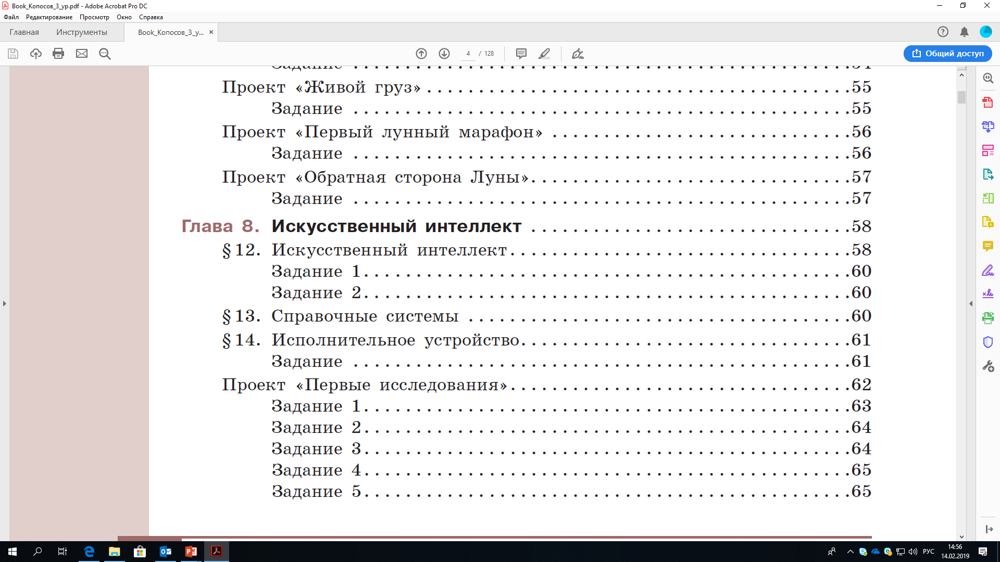 Book_Копосов_3_ур.pdf - Adobe Acrobat Pro DC
Файл Редактирование Просмотр Окно Справка
Главная Инструменты Book_Копосов_3_у... ×
4 / 128 Общий доступ
Задание . . . . . . . . . . . . . . . . . . . . 54
Проект «Живой груз» . . . . . . . . . . . . . . . . . . . . 55
Задание . . . . . . . . . . . . . . . . . . . . 55
Проект «Первый лунный марафон» . . . . . . . . . . . . . . . . . . . . 56
Задание . . . . . . . . . . . . . . . . . . . . 56
Проект «Обратная сторона Луны» . . . . . . . . . . . . . . . . . . . . 57
Задание . . . . . . . . . . . . . . . . . . . . 57
Глава 8. Искусственный интеллект . . . . . . . . . . . . . . . . . . . . 58
§ 12. Искусственный интеллект . . . . . . . . . . . . . . . . . . . . 58
Задание 1 . . . . . . . . . . . . . . . . . . . . 60
Задание 2 . . . . . . . . . . . . . . . . . . . . 60
§ 13. Справочные системы . . . . . . . . . . . . . . . . . . . . 60
§ 14. Исполнительное устройство . . . . . . . . . . . . . . . . . . . . 61
Задание . . . . . . . . . . . . . . . . . . . . 61
Проект «Первые исследования» . . . . . . . . . . . . . . . . . . . . 62
Задание 1 . . . . . . . . . . . . . . . . . . . . 63
Задание 2 . . . . . . . . . . . . . . . . . . . . 64
Задание 3 . . . . . . . . . . . . . . . . . . . . 64
Задание 4 . . . . . . . . . . . . . . . . . . . . 65
Задание 5 . . . . . . . . . . . . . . . . . . . . 65
РУС 14:56
14.02.2019